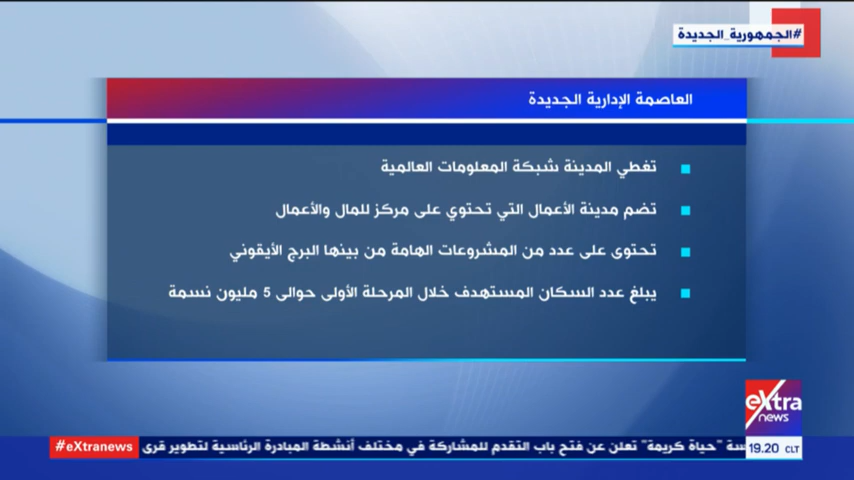 #الجمهورية_الجديدة
العاصمة الإدارية الجديدة
تغطي المدينة شبكة المعلومات العالمية
تضم مدينة الأعمال التي تحتوي على مركز للمال والأعمال
تحتوى على عدد من المشروعات الهامة من بينها البرج الأيقوني
يبلغ عدد السكان المستهدف خلال المرحلة الأولى حوالى 5 مليون نسمة
eXtra
news
سة "حياة كريمة" تعلن عن فتح باب التقدم للمشاركة في مختلف أنشطة المبادرة الرئاسية لتطوير قرى
#eXtranews
19.20 CLT